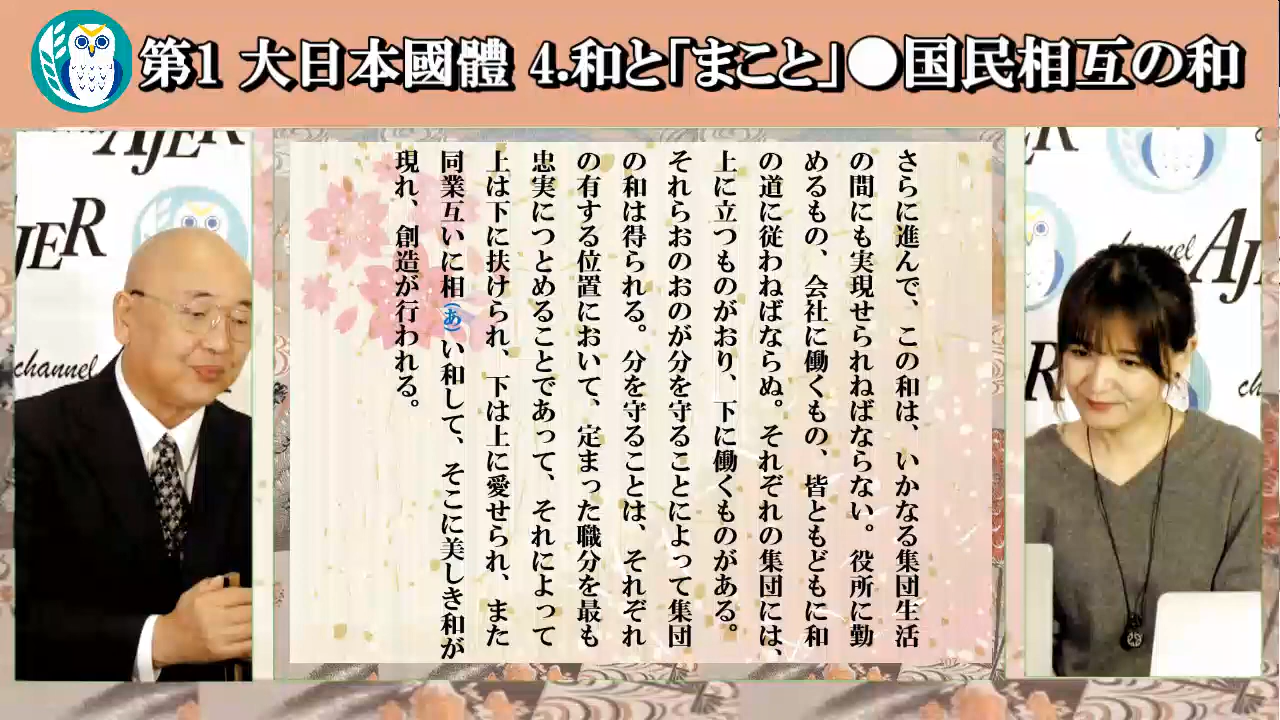 第1 大日本國體 4.和と「まこと」●国民相互の和
さらに進んで、この和は、いかなる集団生活
の間にも実現せられねばならない。役所に勤
めるもの、会社に働くもの、皆ともどもに和
の道に従わねばならぬ。それぞれの集団には、
上に立つものがおり、下に働くものがある。
それらおのおのが分を守ることによって集団
の和は得られる。分を守ることは、それぞれ
の有する位置において、定まった職分を最も
忠実につとめることであって、それによって
上は下に扶けられ、下は上に愛せられ、また
同業互いに相(あ)い和して、そこに美しき和が
現れ、創造が行われる。
AJER
AJER
channel
channel AJER